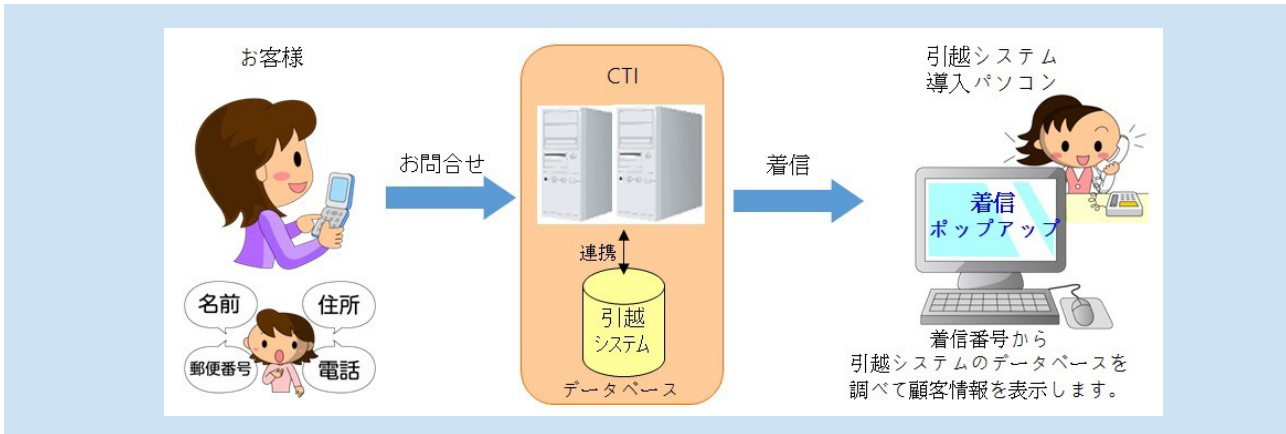 お客様
名前
住所
郵便番号
電話
お問合せ
CTI
連携
引越
システム
データベース
着信
引越システム
導入パソコン
着信
ポップアップ
着信番号から
引越システムのデータベースを
調べて顧客情報を表示します。